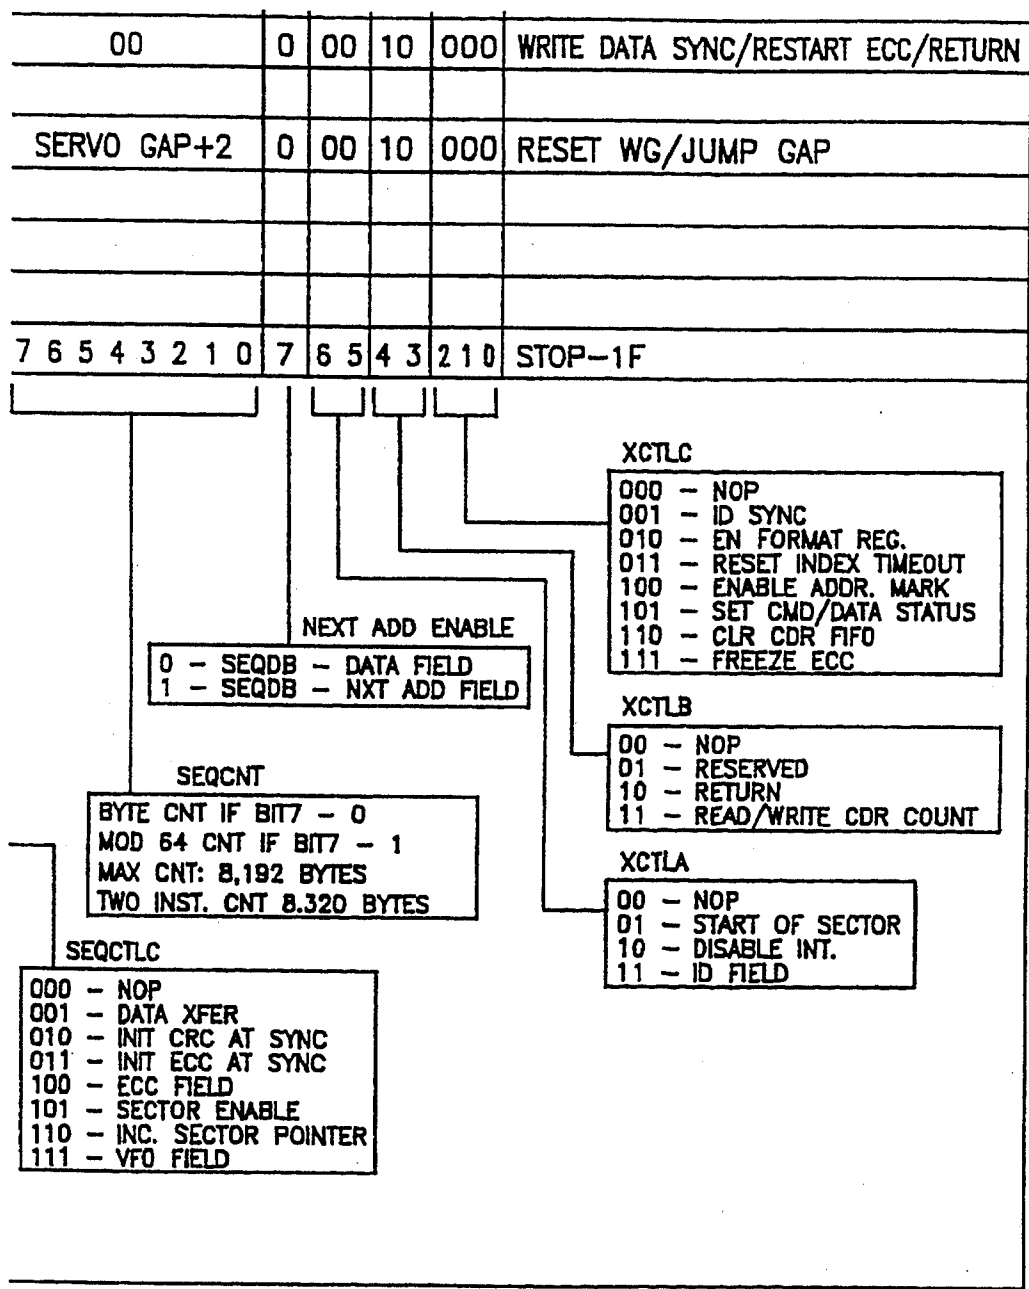 00 0 00 10 000 WRITE DATA SYNC/RESTART ECC/RETURN
SERVO GAP+2 0 00 10 000 RESET WG/JUMP GAP
7 6 5 4 3 2 1 0 7 6 5 4 3 2 1 0 STOP-1F
XCTLC
000 - NOP
001 - ID SYNC
010 - EN FORMAT REG.
011 - RESET INDEX TIMEOUT
100 - ENABLE ADDR. MARK
101 - SET CMD/DATA STATUS
110 - CLR CDR FIFO
111 - FREEZE ECC
NEXT ADD ENABLE
0 - SEQDB - DATA FIELD
1 - SEQDB - NXT ADD FIELD
XCTLB
00 - NOP
01 - RESERVED
10 - RETURN
11 - READ/WRITE CDR COUNT
SEQCNT
BYTE CNT IF BIT7 - 0
MOD 64 CNT IF BIT7 - 1
MAX CNT: 8,192 BYTES
TWO INST. CNT 8.320 BYTES
XCTLA
00 - NOP
01 - START OF SECTOR
10 - DISABLE INT.
11 - ID FIELD
SEQCTLC
000 - NOP
001 - DATA XFER
010 - INIT CRC AT SYNC
011 - INIT ECC AT SYNC
100 - ECC FIELD
101 - SECTOR ENABLE
110 - INC. SECTOR POINTER
111 - VFO FIELD